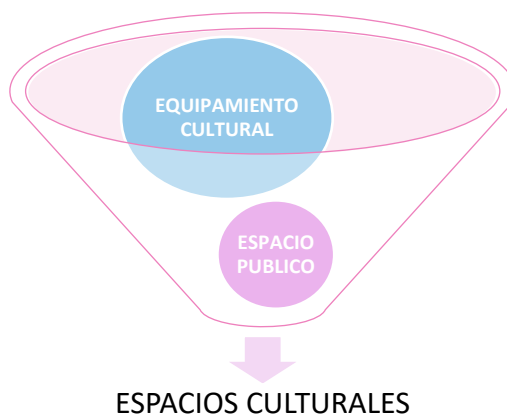 EQUIPAMIENTO
CULTURAL
ESPACIO
PUBLICO
ESPACIOS CULTURALES